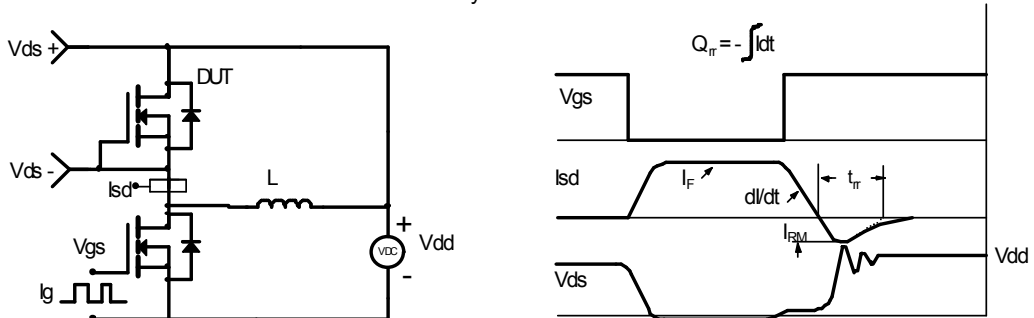 Vds +
DUT
Vds -
Isd
L
Vgs
Ig
+
VDC
-
Vdd
Qrr = - ∫ Idt
Vgs
Isd
IF
dI/dt
trr
IRM
Vds
Vdd